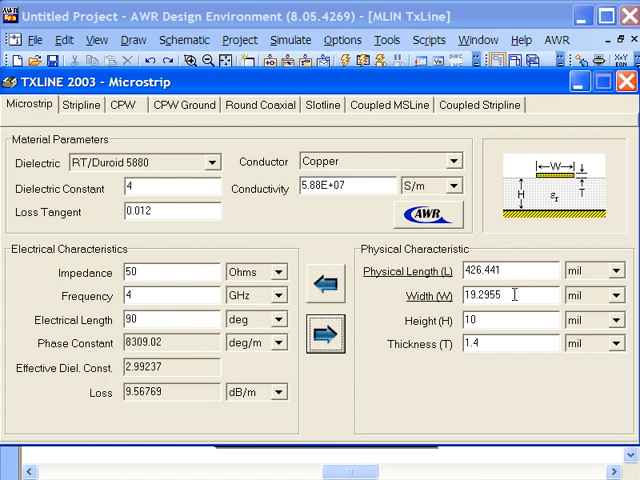 Untitled Project - AWR Design Environment (8.05.4269) - [MLIN TxLine]
File Edit View Draw Schematic Project Simulate Options Tools Scripts Window Help AWR
TXLINE 2003 - Microstrip
Microstrip Stripline CPW CPW Ground Round Coaxial Slotline Coupled MSLine Coupled Stripline
Material Parameters
Dielectric RT/Duroid 5880 Conductor Copper
Dielectric Constant 4 Conductivity 5.88E+07 S/m
Loss Tangent 0.012 AWR
W
H T
εr
Electrical Characteristics Physical Characteristic
Impedance 50 Ohms Physical Length (L) 426.441 mil
Frequency 4 GHz Width (W) 19.2955 mil
Electrical Length 90 deg Height (H) 10 mil
Phase Constant 8309.02 deg/m Thickness (T) 1.4 mil
Effective Diel. Const. 2.99237
Loss 9.56769 dB/m